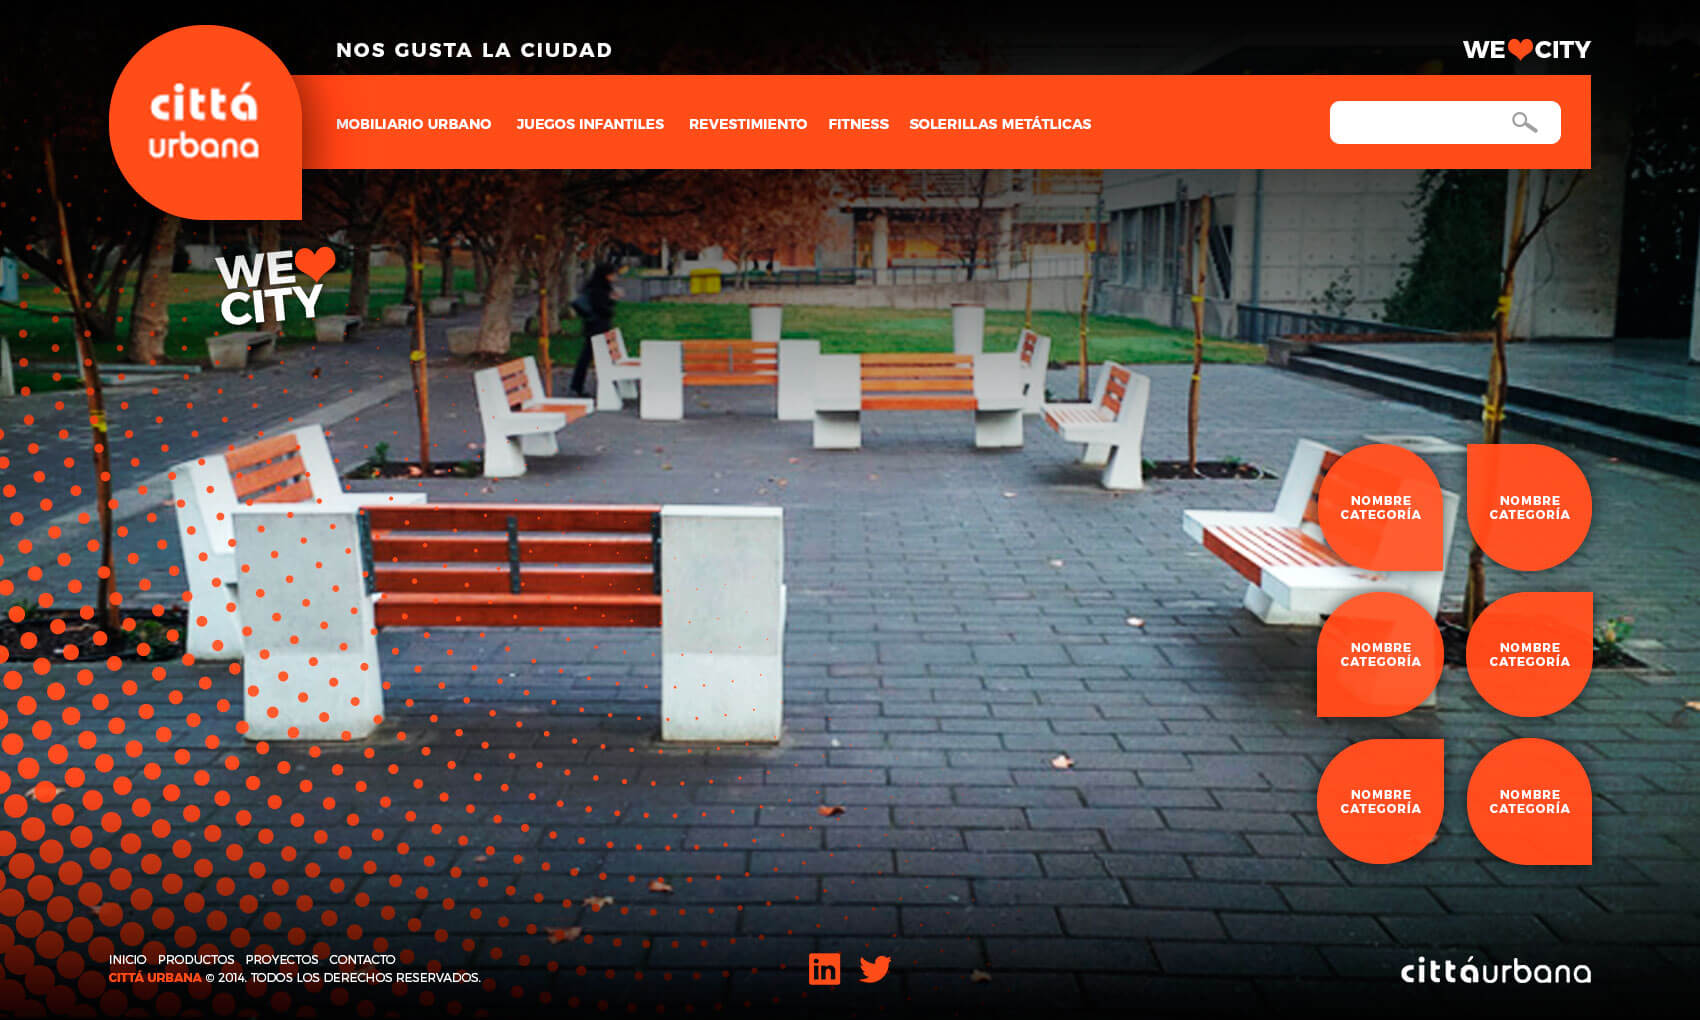 NOS GUSTA LA CIUDAD
WE CITY
cittá
urbana
MOBILIARIO URBANO JUEGOS INFANTILES REVESTIMIENTO FITNESS SOLERILLAS METÁTLICAS
WE
CITY
NOMBRE
CATEGORÍA
NOMBRE
CATEGORÍA
NOMBRE
CATEGORÍA
NOMBRE
CATEGORÍA
NOMBRE
CATEGORÍA
NOMBRE
CATEGORÍA
INICIO PRODUCTOS PROYECTOS CONTACTO
CITTÁ URBANA © 2014. TODOS LOS DERECHOS RESERVADOS.
in
cittáurbana